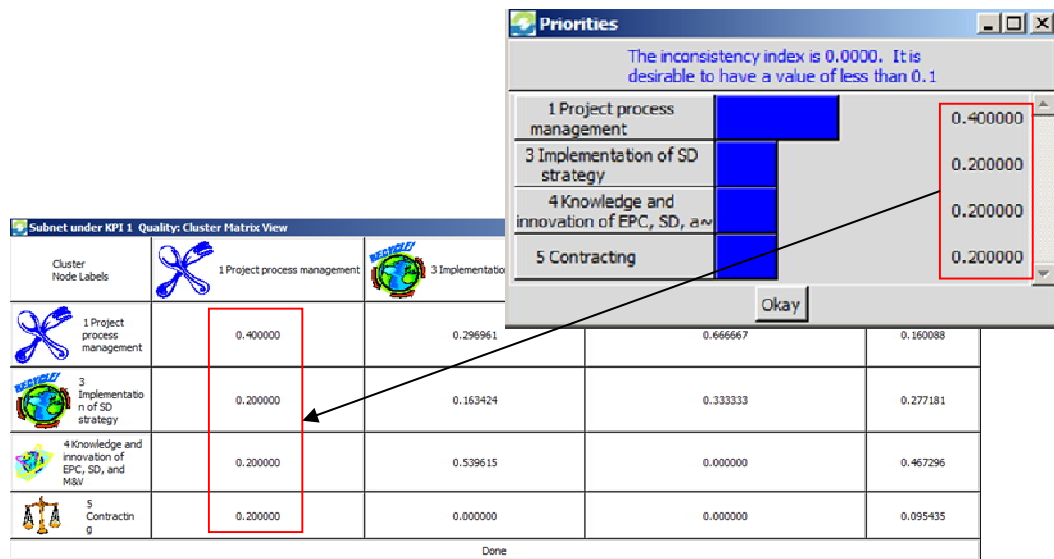 Priorities
The inconsistency index is 0.0000. It is
desirable to have a value of less than 0.1
1 Project process
management
0.400000
3 Implementation of SD
strategy
0.200000
4 Knowledge and
innovation of EPC, SD, a~
0.200000
5 Contracting
0.200000
Okay
Subnet under KPI 1 Quality: Cluster Matrix View
Cluster
Node Labels
1 Project process management
RECYCLE!
3 Implementatio
1 Project
process
management
0.400000
0.296961
0.666667
0.160088
RECYCLE!
3
Implementatio
n of SD
strategy
0.200000
0.163424
0.333333
0.277181
4 Knowledge and
innovation of
EPC, SD, and
M&V
0.200000
0.539615
0.000000
0.467296
5
Contractin
g
0.200000
0.000000
0.000000
0.095435
Done